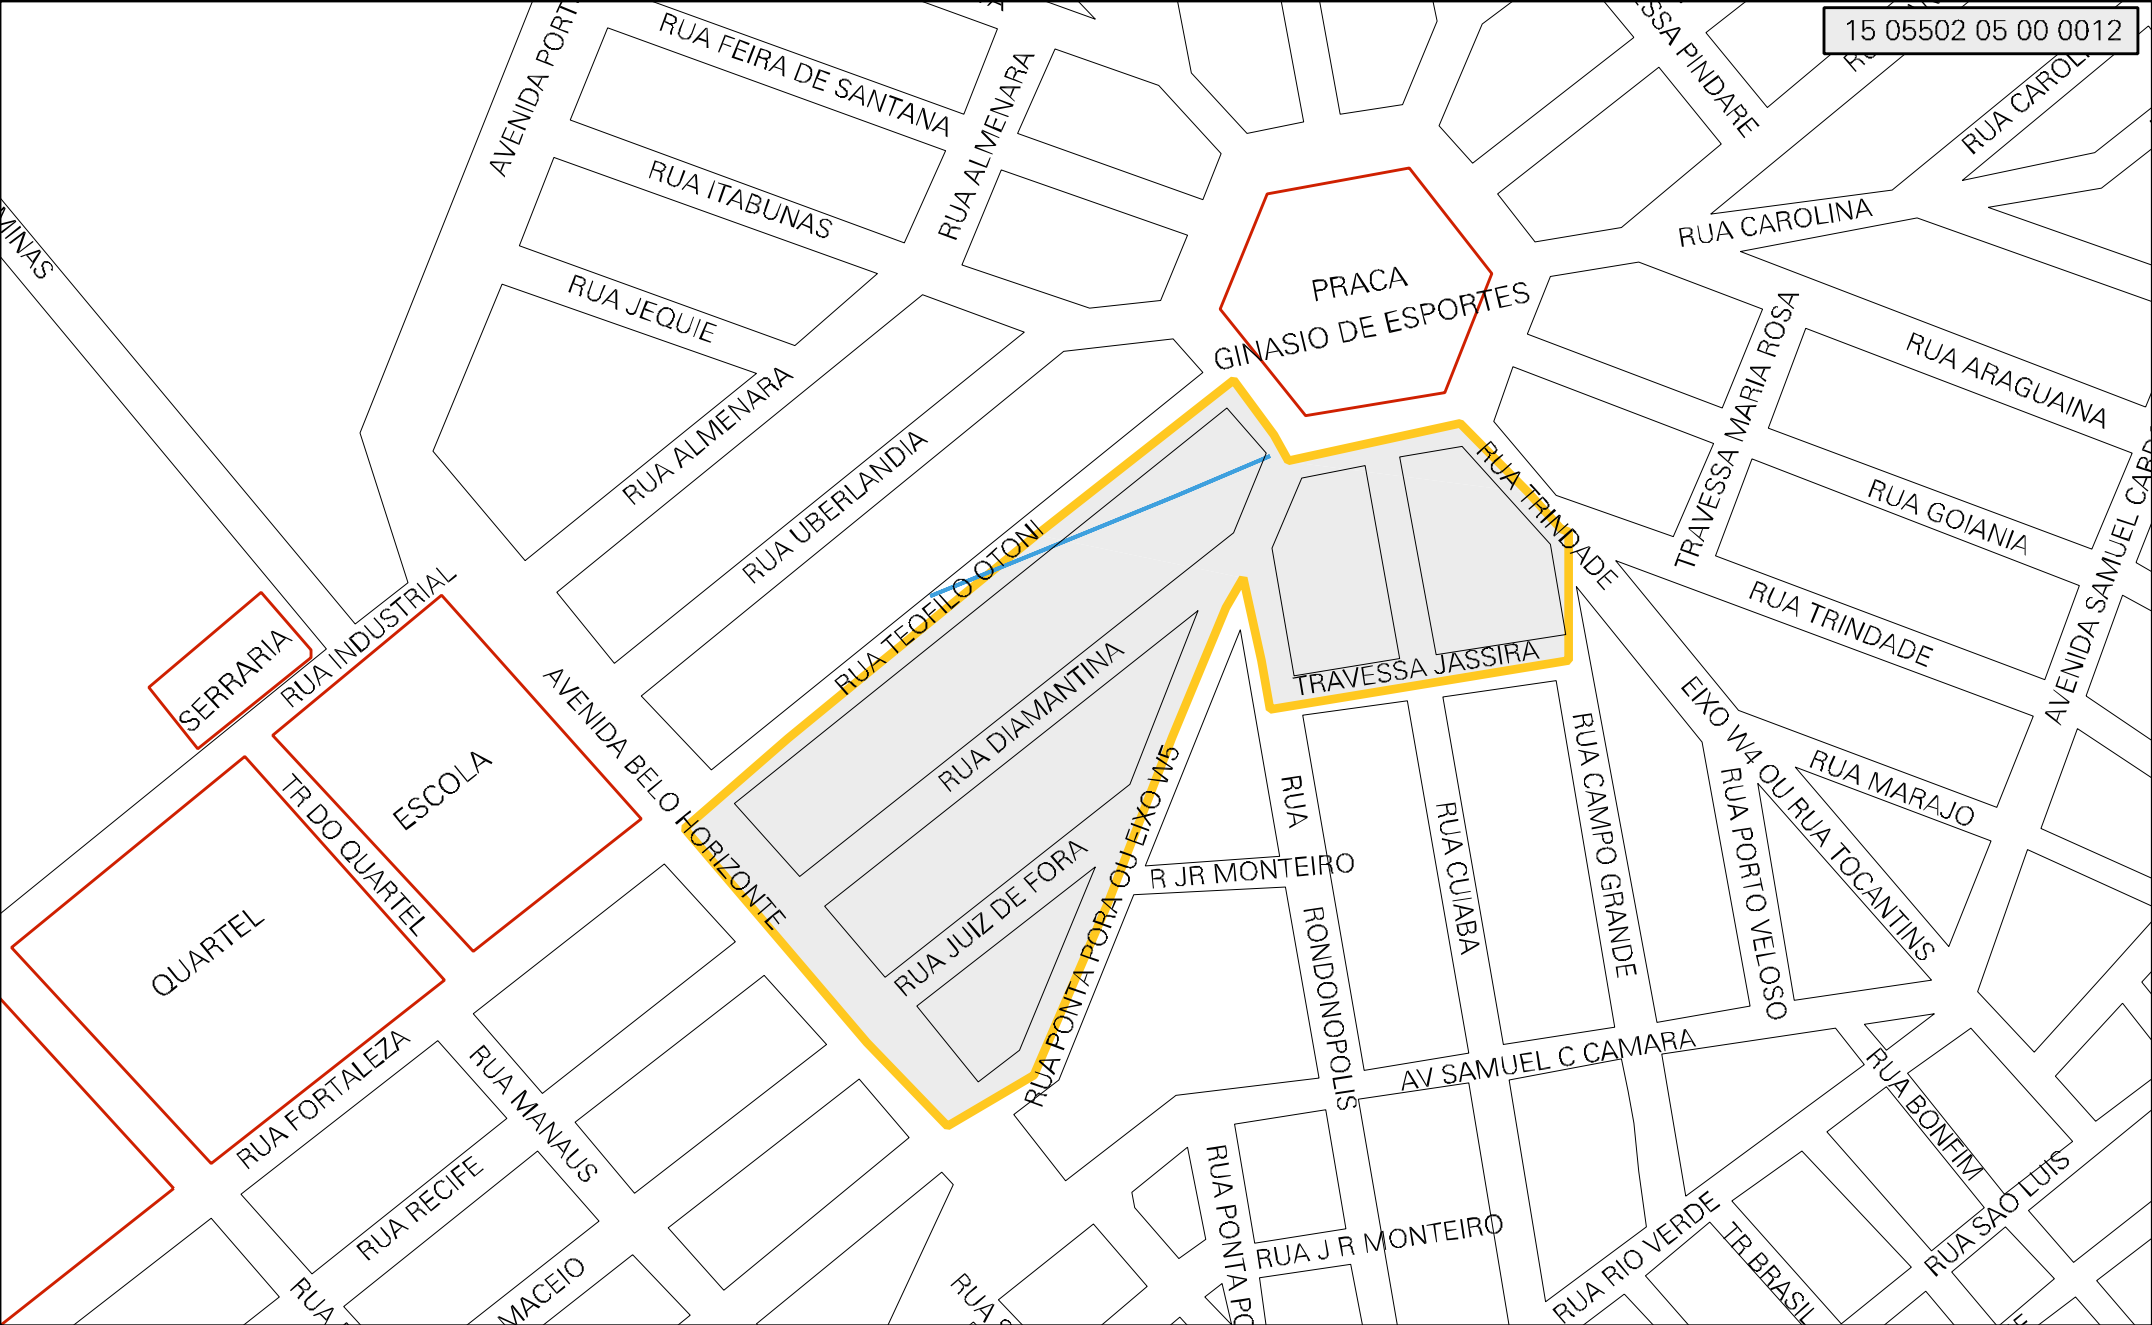 15 05502 05 00 0012
AVENIDA PORT
RUA FEIRA DE SANTANA
RUA ALMENARA
RUA ITABUNAS
RUA JEQUIE
MINAS
SSA PINDARE
RUA CAROLI
RUA CAROLINA
PRACA
GINASIO DE ESPORTES
TRAVESSA MARIA ROSA
RUA ARAGUAINA
RUA GOIANIA
RUA TRINDADE
RUA TRINDADE
AVENIDA SAMUEL CAR
RUA ALMENARA
RUA UBERLANDIA
RUA TEOFILO OTONI
RUA INDUSTRIAL
SERRARIA
ESCOLA
TR DO QUARTEL
QUARTEL
AVENIDA BELO HORIZONTE
RUA DIAMANTINA
RUA JUIZ DE FORA
RUA PONTA PORA OU EIXO W5
TRAVESSA JASSIRA
RUA RONDONOPOLIS
R JR MONTEIRO
RUA CUIABA
RUA CAMPO GRANDE
EIXO W4 OU RUA TOCANTINS
RUA PORTO VELOSO
RUA MARAJO
AV SAMUEL C CAMARA
RUA FORTALEZA
RUA MANAUS
RUA RECIFE
RUA
MACEIO
RUA S
RUA PONTA PO
RUA J R MONTEIRO
RUA RIO VERDE
TR BRASIL
RUA BONFIM
RUA SAO LUIS